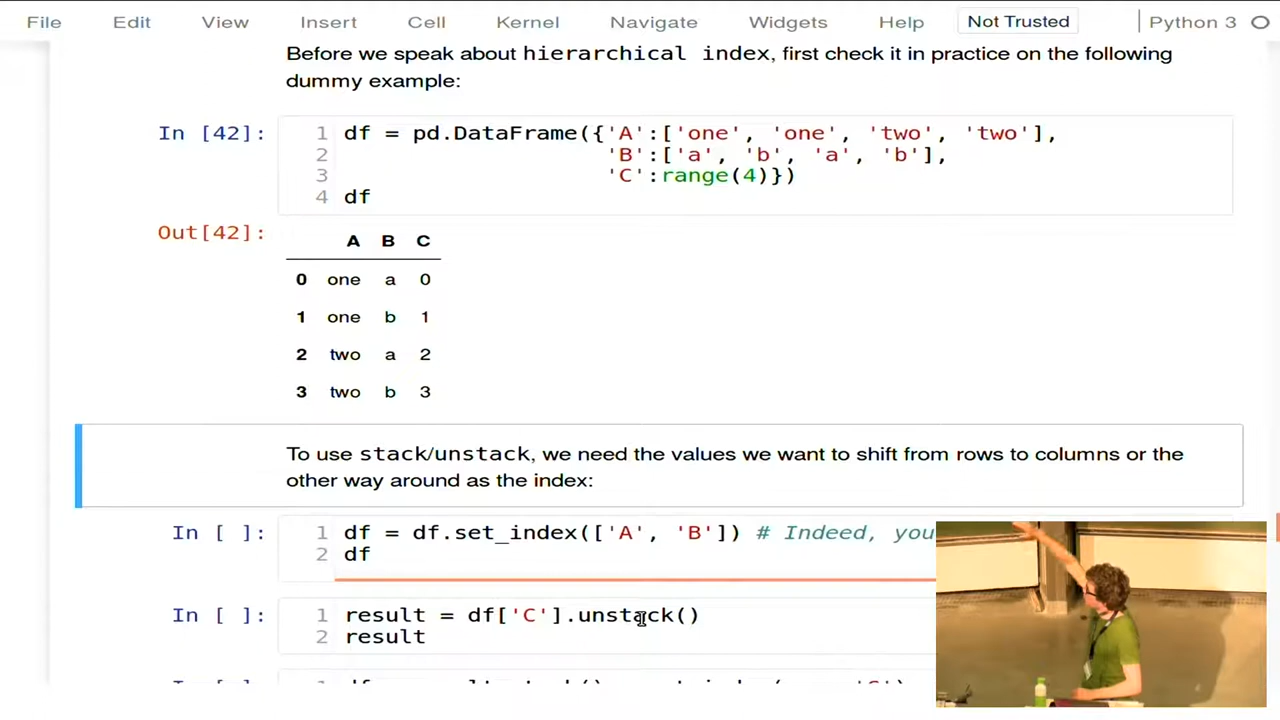 File Edit View Insert Cell Kernel Navigate Widgets Help Not Trusted Python 3
Before we speak about hierarchical index, first check it in practice on the following
dummy example:
In [42]: 1 df = pd.DataFrame({'A':['one', 'one', 'two', 'two'],
2 'B':['a', 'b', 'a', 'b'],
3 'C':range(4)})
4 df
Out[42]:
A B C
0 one a 0
1 one b 1
2 two a 2
3 two b 3
To use stack/unstack, we need the values we want to shift from rows to columns or the
other way around as the index:
In [ ]: 1 df = df.set_index(['A', 'B']) # Indeed, you
2 df
In [ ]: 1 result = df['C'].unstack()
2 result